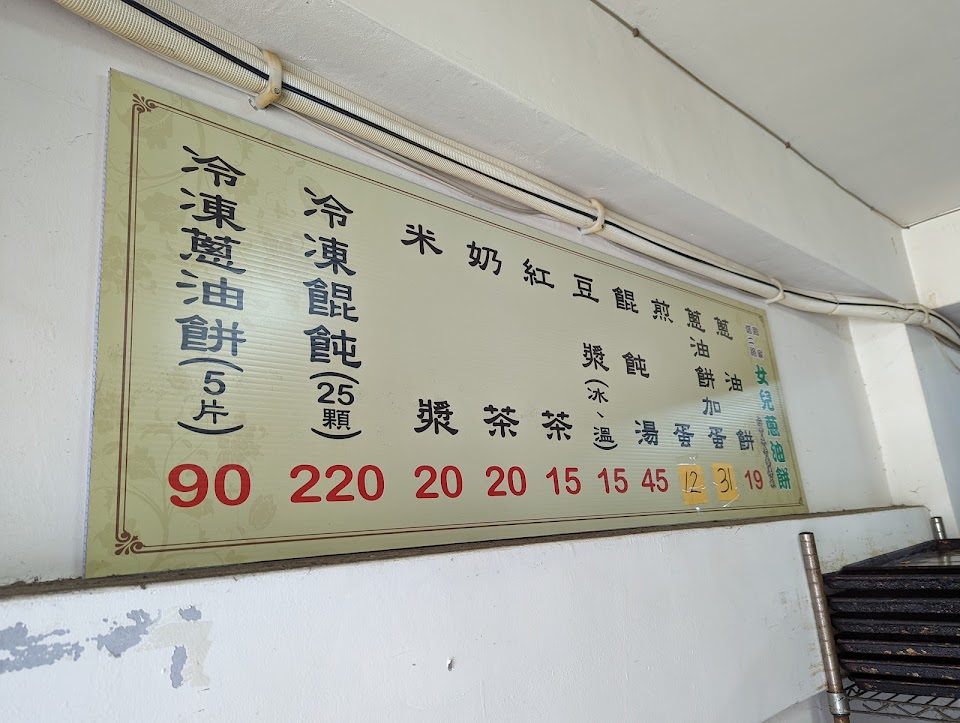 女兒蔥油餅
蔥油餅
19
蔥油餅加蛋
31
煎蛋
12
餛飩湯
45
豆漿(冰、溫)
15
紅茶
15
奶茶
20
米漿
20
冷凍餛飩(25顆)
220
冷凍蔥油餅(5片)
90